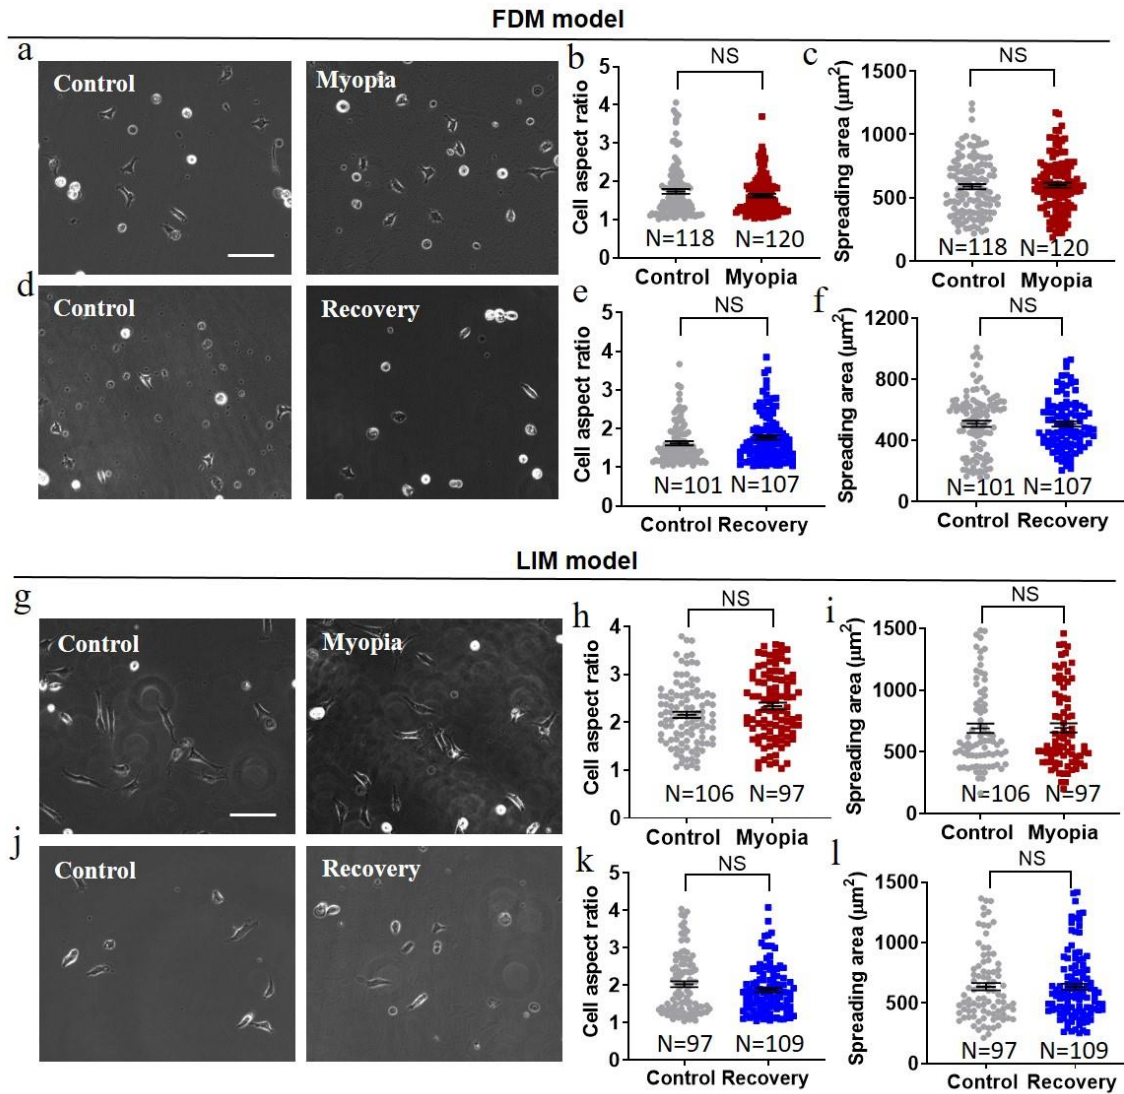 FDM model
a
Control
Myopia
b
NS
Cell aspect ratio
5
4
3
2
1
0
N=118 N=120
Control Myopia
c
NS
Spreading area (μm²)
1500
1000
500
0
N=118 N=120
Control Myopia
d
Control
Recovery
e
NS
Cell aspect ratio
5
4
3
2
1
0
N=101 N=107
Control Recovery
f
NS
Spreading area (μm²)
1200
800
400
0
N=101 N=107
Control Recovery
LIM model
g
Control
Myopia
h
NS
Cell aspect ratio
4
3
2
1
0
N=106 N=97
Control Myopia
i
NS
Spreading area (μm²)
1500
1000
500
0
N=106 N=97
Control Myopia
j
Control
Recovery
k
NS
Cell aspect ratio
5
4
3
2
1
0
N=97 N=109
Control Recovery
l
NS
Spreading area (μm²)
1500
1000
500
0
N=97 N=109
Control Recovery